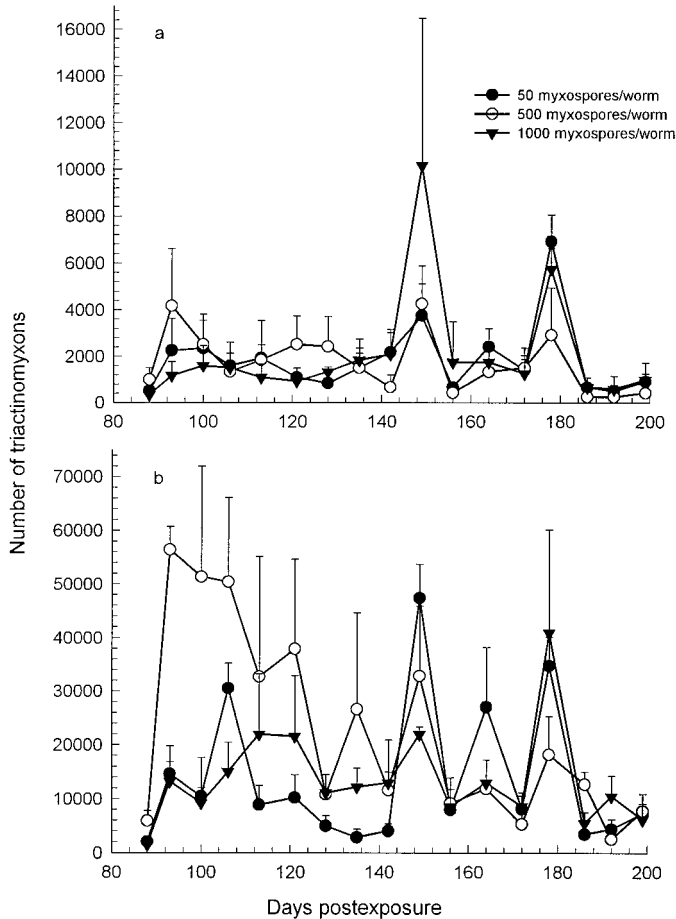 a
16000
14000
12000
10000
8000
6000
4000
2000
0
50 myxospores/worm
500 myxospores/worm
1000 myxospores/worm
80 100 120 140 160 180 200
Number of triactinomyxons
b
70000
60000
50000
40000
30000
20000
10000
0
80 100 120 140 160 180 200
Days postexposure